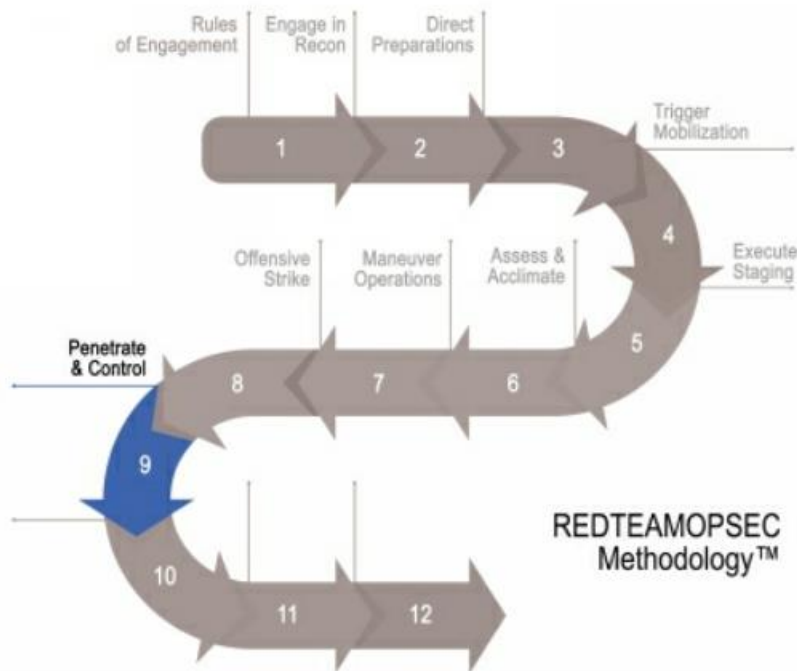 Rules
of Engagement
Engage in
Recon
Direct
Preparations
1
2
3
Trigger
Mobilization
4
Execute
Staging
5
Assess &
Acclimate
6
Maneuver
Operations
7
Offensive
Strike
8
Penetrate
& Control
9
10
11
12
REDTEAMOPSEC
Methodology™